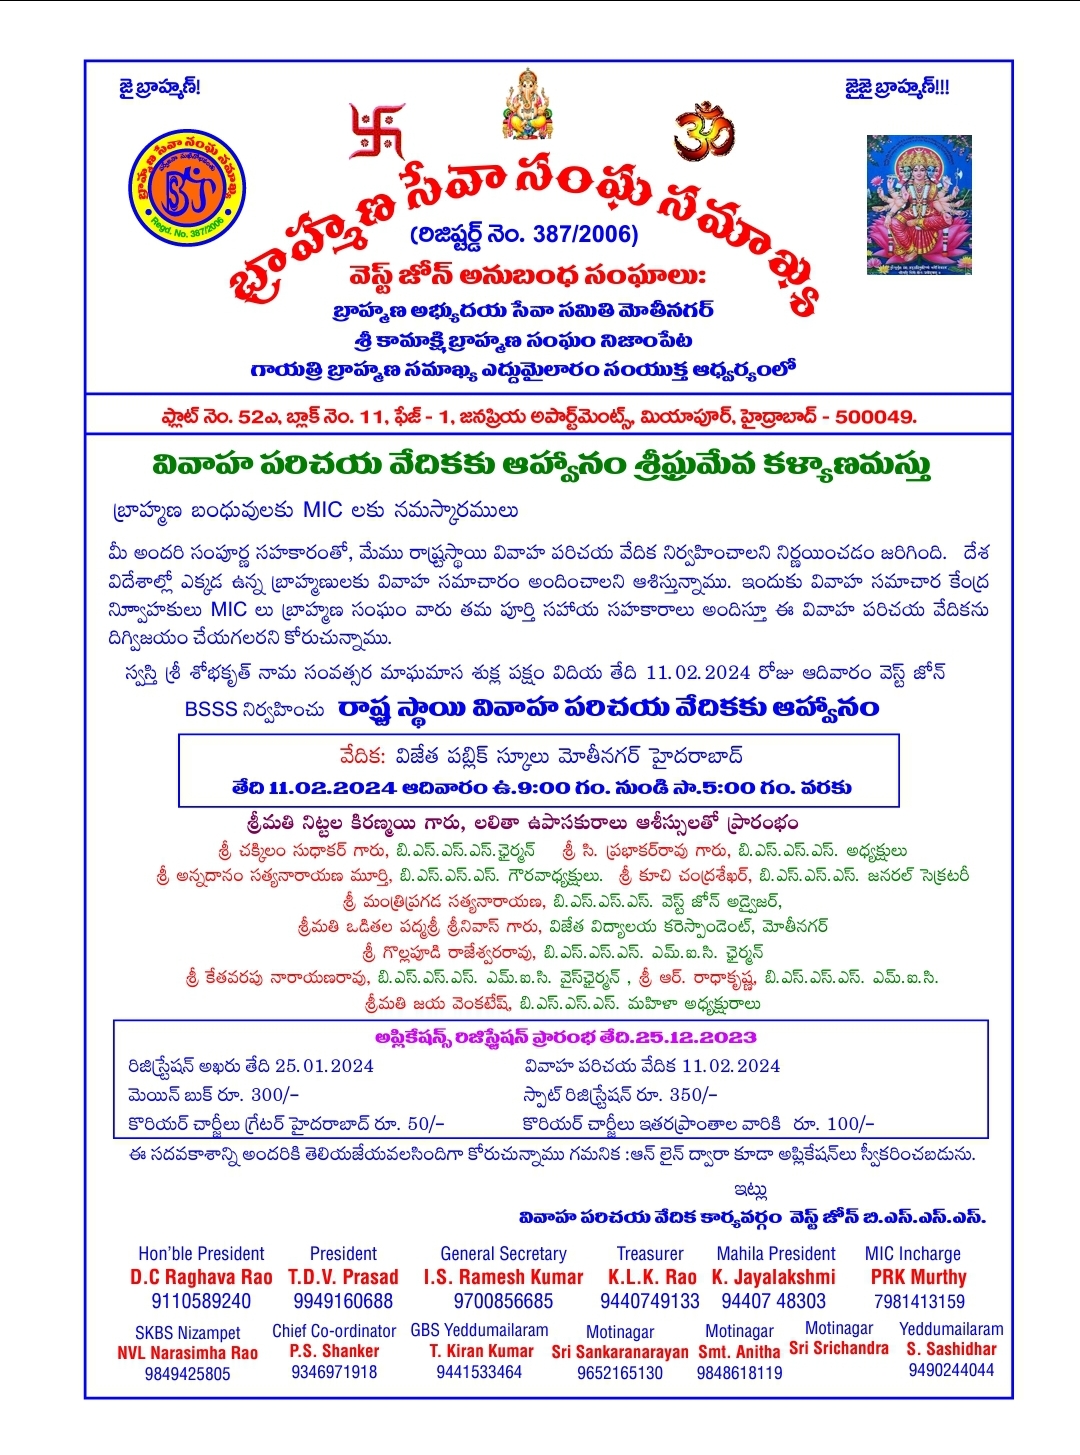 జై బ్రాహ్మణ్!
జైజై బ్రాహ్మణ్!!!
బ్రాహ్మణ సేవా సంఘ సమాఖ్య
Regd. No. 387/2006
బ్రాహ్మణ సేవా సంఘ సమాఖ్య
(రిజిష్టర్డ్ నెం. 387/2006)
వెస్ట్ జోన్ అనుబంధ సంఘాలు:
బ్రాహ్మణ అభ్యుదయ సేవా సమితి మోతీనగర్
శ్రీ కామాక్షి బ్రాహ్మణ సంఘం నిజాంపేట
గాయత్రి బ్రాహ్మణ సమాఖ్య ఎద్దుమైలారం సంయుక్త ఆధ్వర్యంలో
ఫ్లాట్ నెం. 52ఎ, బ్లాక్ నెం. 11, ఫేజ్ - 1, జనప్రియ అపార్ట్‌మెంట్స్, మియాపూర్, హైద్రాబాద్ - 500049.
వివాహ పరిచయ వేదికకు ఆహ్వానం శ్రీఘ్రమేవ కళ్యాణమస్తు
బ్రాహ్మణ బంధువులకు MIC లకు నమస్కారములు
మీ అందరి సంపూర్ణ సహకారంతో, మేము రాష్ట్రస్థాయి వివాహ పరిచయ వేదిక నిర్వహించాలని నిర్ణయించడం జరిగింది. దేశ
విదేశాల్లో ఎక్కడ ఉన్న బ్రాహ్మణులకు వివాహ సమాచారం అందించాలని ఆశిస్తున్నాము. ఇందుకు వివాహ సమాచార కేంద్ర
నిర్వాహకులు MIC లు బ్రాహ్మణ సంఘం వారు తమ పూర్తి సహాయ సహకారాలు అందిస్తూ ఈ వివాహ పరిచయ వేదికను
దిగ్విజయం చేయగలరని కోరుచున్నాము.
స్వస్తి శ్రీ శోభకృత్ నామ సంవత్సర మాఘమాస శుక్ల పక్షం విదియ తేది 11.02.2024 రోజు ఆదివారం వెస్ట్ జోన్
BSSS నిర్వహించు రాష్ట్ర స్థాయి వివాహ పరిచయ వేదికకు ఆహ్వానం
వేదిక: విజేత పబ్లిక్ స్కూలు మోతీనగర్ హైదరాబాద్
తేది 11.02.2024 ఆదివారం ఉ.9:00 గం. నుండి సా.5:00 గం. వరకు
శ్రీమతి నిట్టల కిరణ్మయి గారు, లలితా ఉపాసకురాలు ఆశీస్సులతో ప్రారంభం
శ్రీ చక్కిలం సుధాకర్ గారు, బి.ఎస్.ఎస్.ఎస్.ఛైర్మన్ శ్రీ సి. ప్రభాకర్‌రావు గారు, బి.ఎస్.ఎస్.ఎస్. అధ్యక్షులు
శ్రీ అన్నదానం సత్యనారాయణ మూర్తి, బి.ఎస్.ఎస్.ఎస్. గౌరవాధ్యక్షులు. శ్రీ కూచి చంద్రశేఖర్, బి.ఎస్.ఎస్.ఎస్. జనరల్ సెక్రటరీ
శ్రీ మంత్రిప్రగడ సత్యనారాయణ, బి.ఎస్.ఎస్.ఎస్. వెస్ట్ జోన్ అడ్వైజర్,
శ్రీమతి ఒడితల పద్మశ్రీ శ్రీనివాస్ గారు, విజేత విద్యాలయ కరెస్పాండెంట్, మోతీనగర్
శ్రీ గొల్లపూడి రాజేశ్వరరావు, బి.ఎస్.ఎస్.ఎస్. ఎమ్.ఐ.సి. ఛైర్మన్
శ్రీ కేతవరపు నారాయణరావు, బి.ఎస్.ఎస్.ఎస్. ఎమ్.ఐ.సి. వైస్‌ఛైర్మన్ , శ్రీ ఆర్. రాధాకృష్ణ, బి.ఎస్.ఎస్.ఎస్. ఎమ్.ఐ.సి.
శ్రీమతి జయ వెంకటేష్, బి.ఎస్.ఎస్.ఎస్. మహిళా అధ్యక్షురాలు
అప్లికేషన్స్ రిజిస్ట్రేషన్ ప్రారంభ తేది.25.12.2023
రిజిస్ట్రేషన్ అఖరు తేది 25.01.2024 వివాహ పరిచయ వేదిక 11.02.2024
మెయిన్ బుక్ రూ. 300/- స్పాట్ రిజిస్ట్రేషన్ రూ. 350/-
కొరియర్ చార్జీలు గ్రేటర్ హైదరాబాద్ రూ. 50/- కొరియర్ చార్జీలు ఇతరప్రాంతాల వారికి రూ. 100/-
ఈ సదవకాశాన్ని అందరికి తెలియజేయవలసిందిగా కోరుచున్నాము గమనిక :ఆన్ లైన్ ద్వారా కూడా అప్లికేషన్‌లు స్వీకరించబడును.
ఇట్లు
వివాహ పరిచయ వేదిక కార్యవర్గం వెస్ట్ జోన్ బి.ఎస్.ఎస్.ఎస్.
Hon'ble President President General Secretary Treasurer Mahila President MIC Incharge
D.C Raghava Rao T.D.V. Prasad I.S. Ramesh Kumar K.L.K. Rao K. Jayalakshmi PRK Murthy
9110589240 9949160688 9700856685 9440749133 94407 48303 7981413159
SKBS Nizampet Chief Co-ordinator GBS Yeddumailaram Motinagar Motinagar Motinagar Yeddumailaram
NVL Narasimha Rao P.S. Shanker T. Kiran Kumar Sri Sankaranarayan Smt. Anitha Sri Srichandra S. Sashidhar
9849425805 9346971918 9441533464 9652165130 9848618119 9490244044